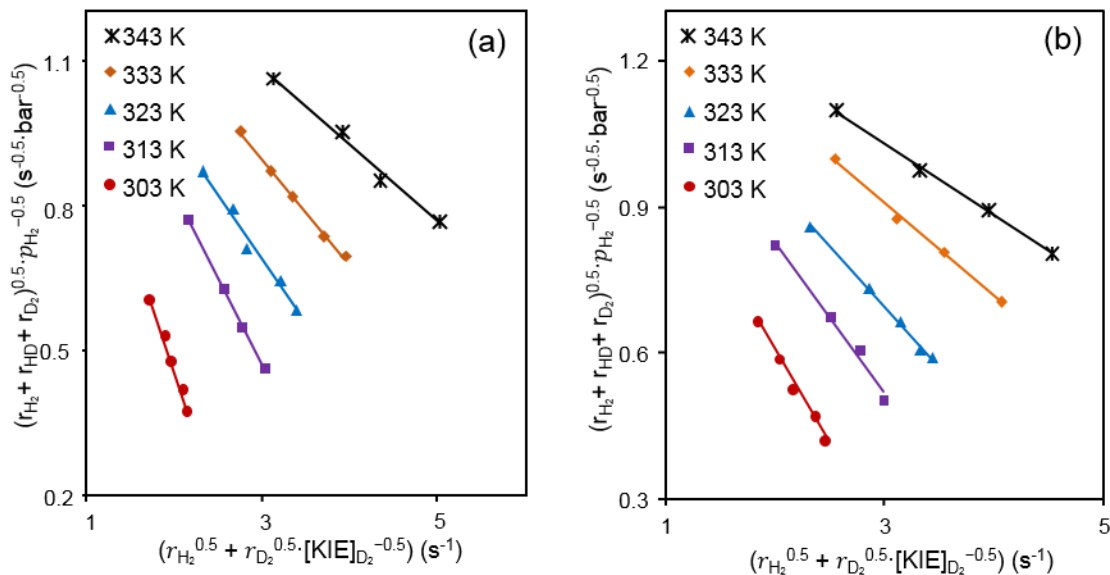 (a)
343 K
333 K
323 K
313 K
303 K
1.1
0.8
0.5
0.2
1
3
5
(r_H₂ + r_HD + r_D₂)^0.5·p_H₂^−0.5 (s^-0.5·bar^-0.5)
(r_H₂^0.5 + r_D₂^0.5·[KIE]_D₂^−0.5) (s^-1)
(b)
343 K
333 K
323 K
313 K
303 K
1.2
0.9
0.6
0.3
1
3
5
(r_H₂ + r_HD + r_D₂)^0.5·p_H₂^−0.5 (s^-0.5·bar^-0.5)
(r_H₂^0.5 + r_D₂^0.5·[KIE]_D₂^−0.5) (s^-1)